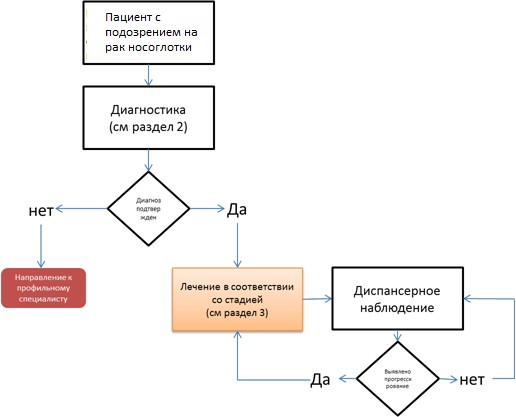 Пациент с
подозрением на
рак носоглотки
Диагностика
(см раздел 2)
Диагноз
подтвер
жден
нет
Да
Направление к
профильному
специалисту
Лечение в соответствии
со стадией
(см раздел 3)
Диспансерное
наблюдение
Выявлено
прогресси
рование
Да
нет